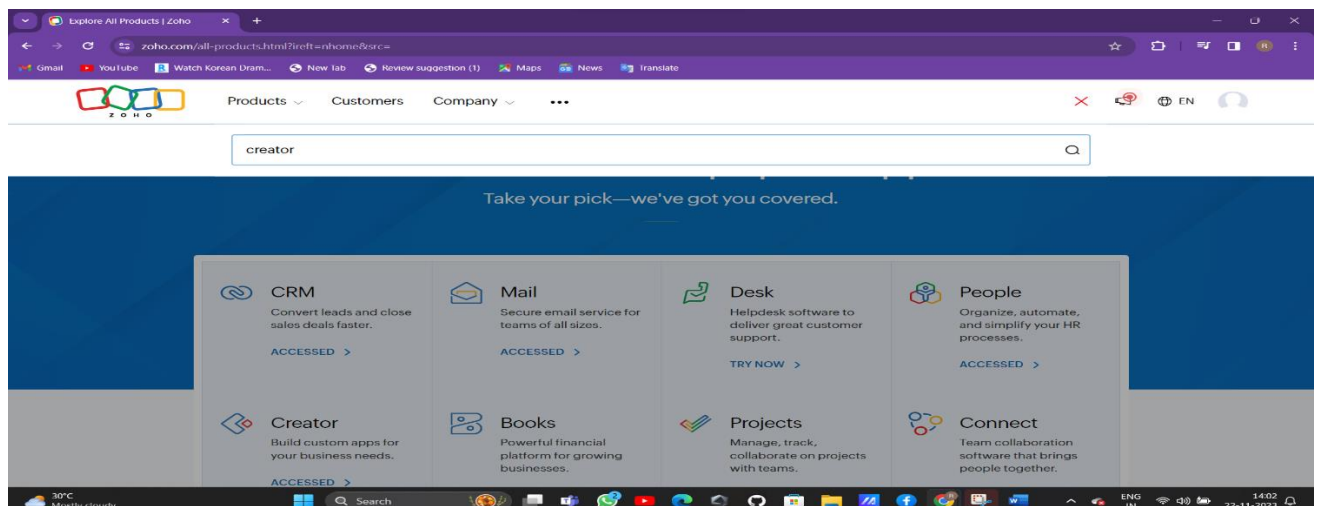 Explore All Products | Zoho
zoho.com/all-products.html?ireft=nhome&src=
R
Gmail YouTube Watch Korean Dram... New Tab Review suggestion (1) Maps News Translate
ZOHO Products Customers Company ••• EN
creator
Take your pick—we've got you covered.
CRM Mail Desk People
Convert leads and close Secure email service for Helpdesk software to Organize, automate,
sales deals faster. teams of all sizes. deliver great customer and simplify your HR
support. processes.
ACCESSED > ACCESSED > TRY NOW > ACCESSED >
Creator Books Projects Connect
Build custom apps for Powerful financial Manage, track, Team collaboration
your business needs. platform for growing collaborate on projects software that brings
businesses. with teams. people together.
ACCESSED >
30°C Search ENG 14:02
Mostly cloudy IN 22-11-2023